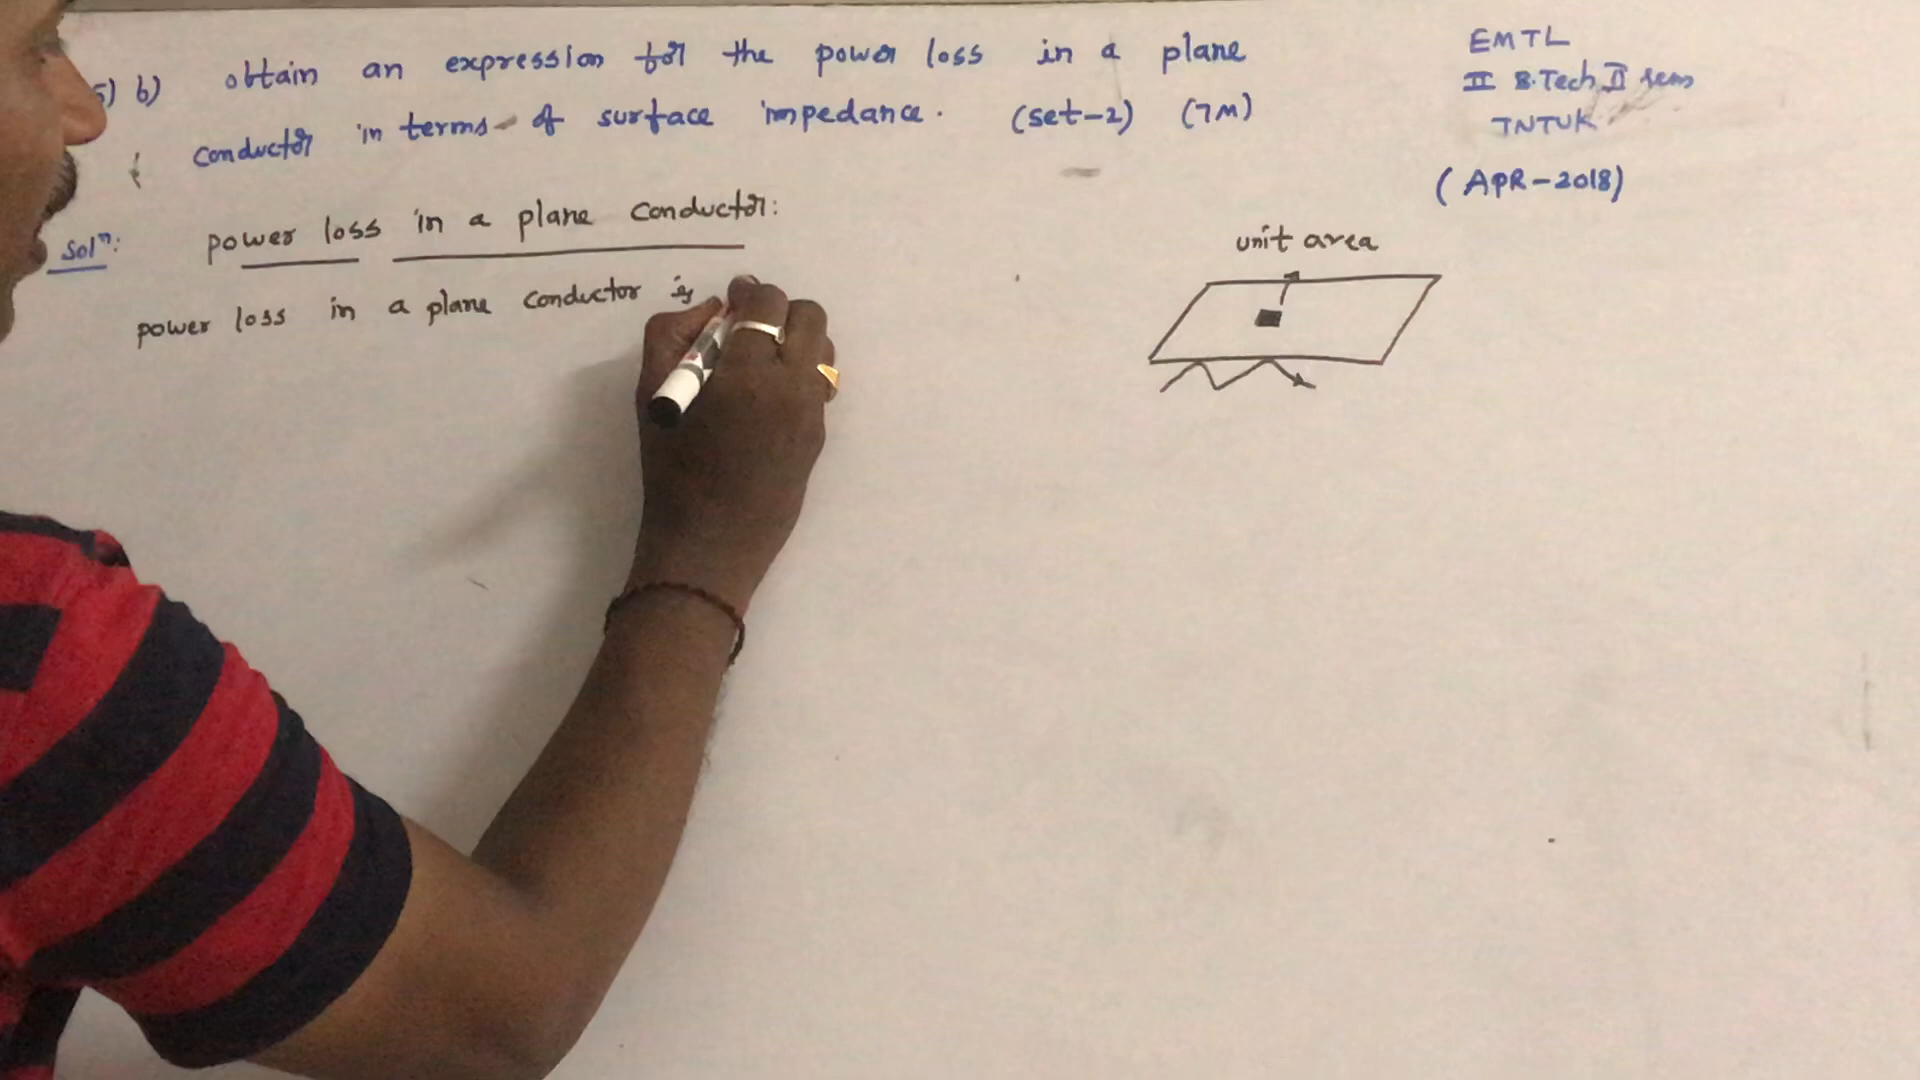 5) b) obtain an expression for the power loss in a plane
conductor in terms of surface impedance. (set-2) (7M)
EMTL
II B.Tech II sem
JNTUK
(APR-2018)
Solⁿ: power loss in a plane conductor:
power loss in a plane conductor is
unit area